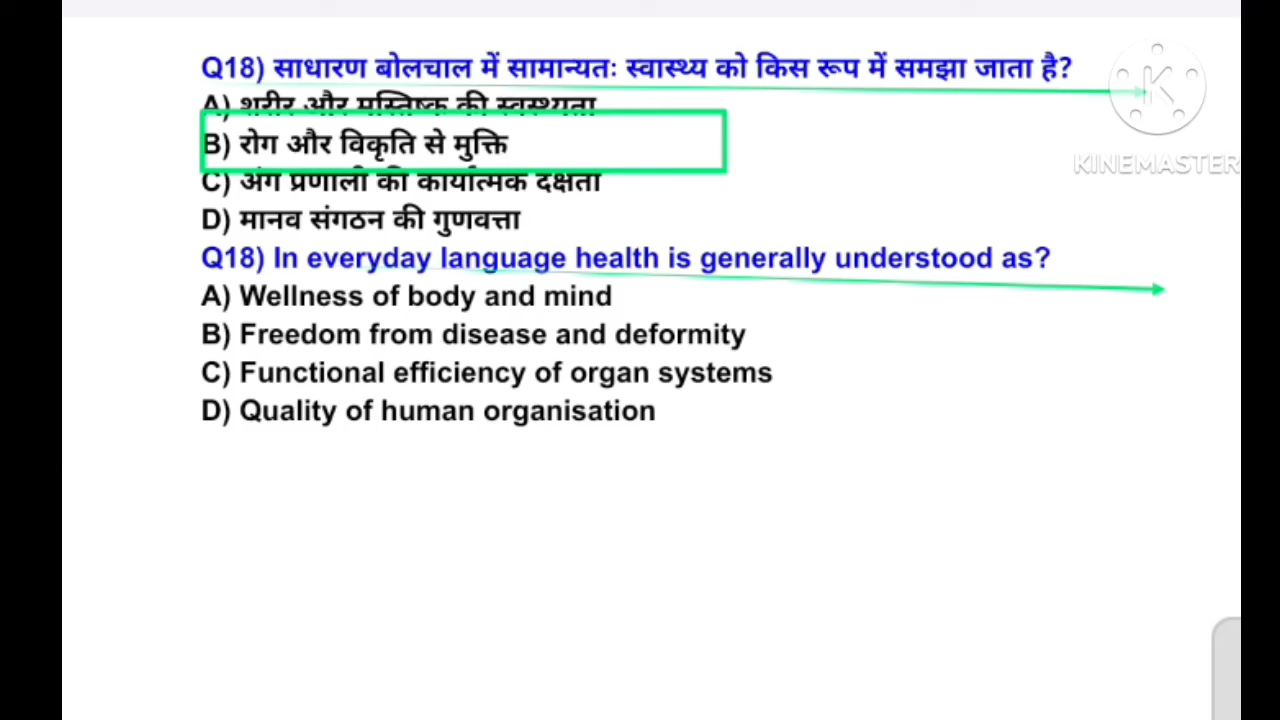 Q18) साधारण बोलचाल में सामान्यतः स्वास्थ्य को किस रूप में समझा जाता है?
A) शरीर और मस्तिष्क की स्वस्थ्यता
B) रोग और विकृति से मुक्ति
C) अंग प्रणाली की कार्यात्मक दक्षता
D) मानव संगठन की गुणवत्ता
Q18) In everyday language health is generally understood as?
A) Wellness of body and mind
B) Freedom from disease and deformity
C) Functional efficiency of organ systems
D) Quality of human organisation
K
KINEMASTER